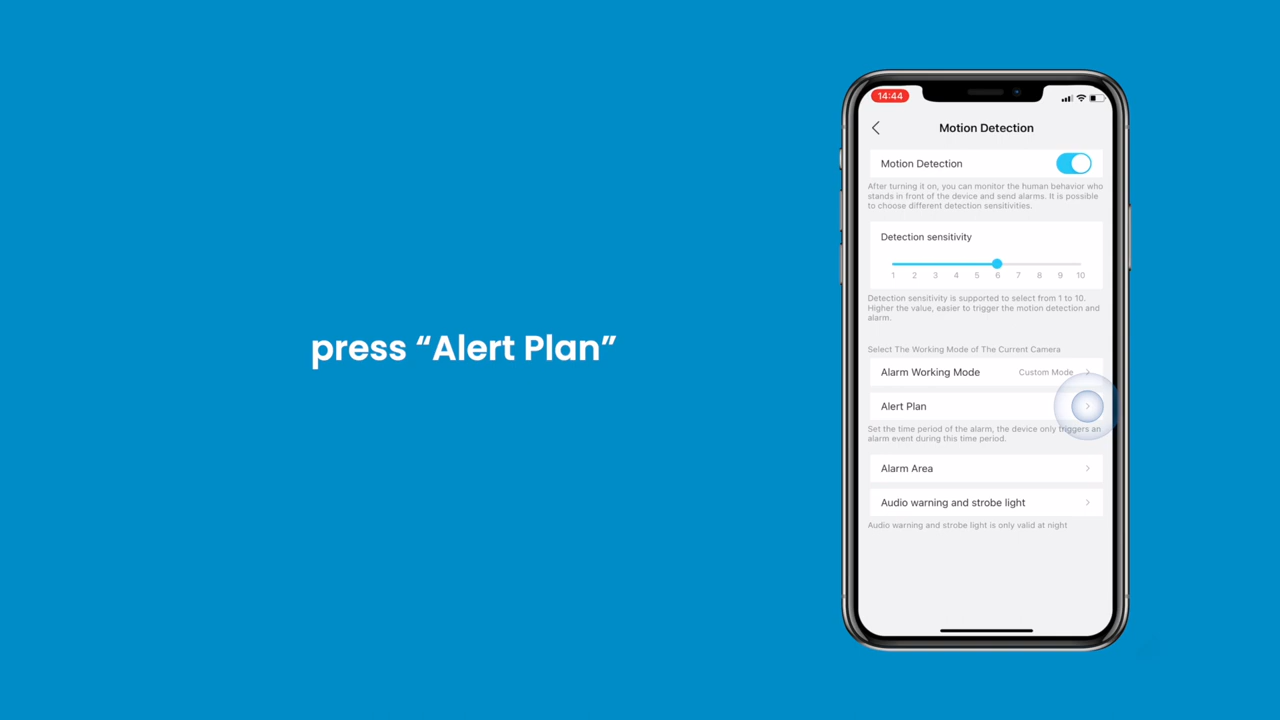 press “Alert Plan”
14:44
Motion Detection
Motion Detection
After turning it on, you can monitor the human behavior who
stands in front of the device and send alarms. It is possible
to choose different detection sensitivities.
Detection sensitivity
1 2 3 4 5 6 7 8 9 10
Detection sensitivity is supported to select from 1 to 10.
Higher the value, easier to trigger the motion detection and
alarm.
Select The Working Mode of The Current Camera
Alarm Working Mode Custom Mode
Alert Plan
Set the time period of the alarm, the device only triggers an
alarm event during this time period.
Alarm Area
Audio warning and strobe light
Audio warning and strobe light is only valid at night